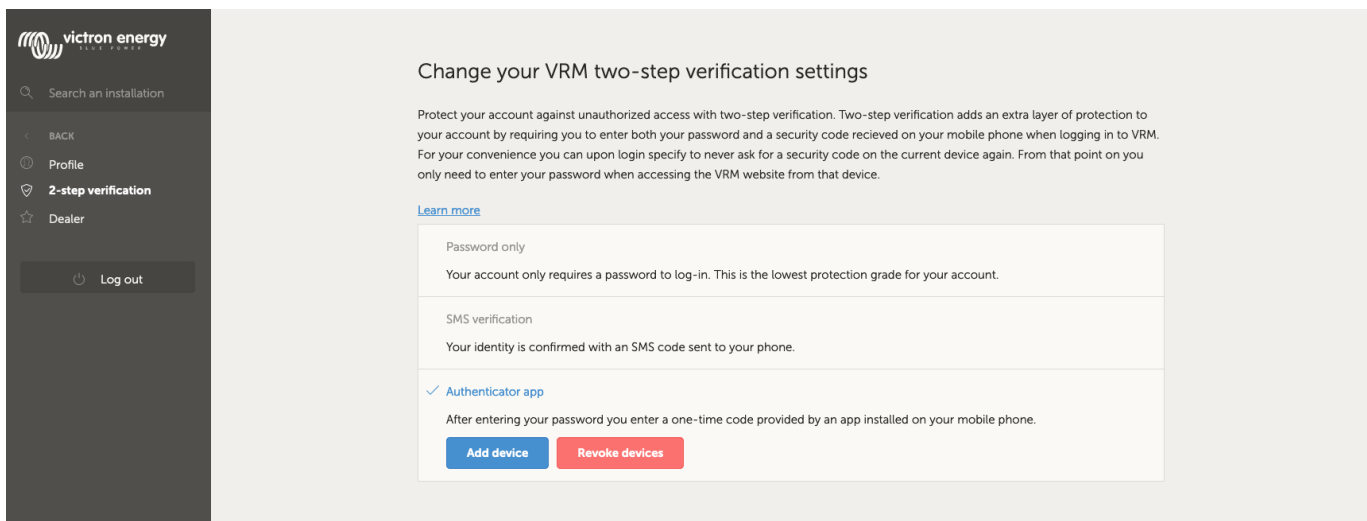 victron energy
BLUE POWER
Search an installation
BACK
Profile
2-step verification
Dealer
Log out
Change your VRM two-step verification settings
Protect your account against unauthorized access with two-step verification. Two-step verification adds an extra layer of protection to
your account by requiring you to enter both your password and a security code recieved on your mobile phone when logging in to VRM.
For your convenience you can upon login specify to never ask for a security code on the current device again. From that point on you
only need to enter your password when accessing the VRM website from that device.
Learn more
Password only
Your account only requires a password to log-in. This is the lowest protection grade for your account.
SMS verification
Your identity is confirmed with an SMS code sent to your phone.
Authenticator app
After entering your password you enter a one-time code provided by an app installed on your mobile phone.
Add device
Revoke devices